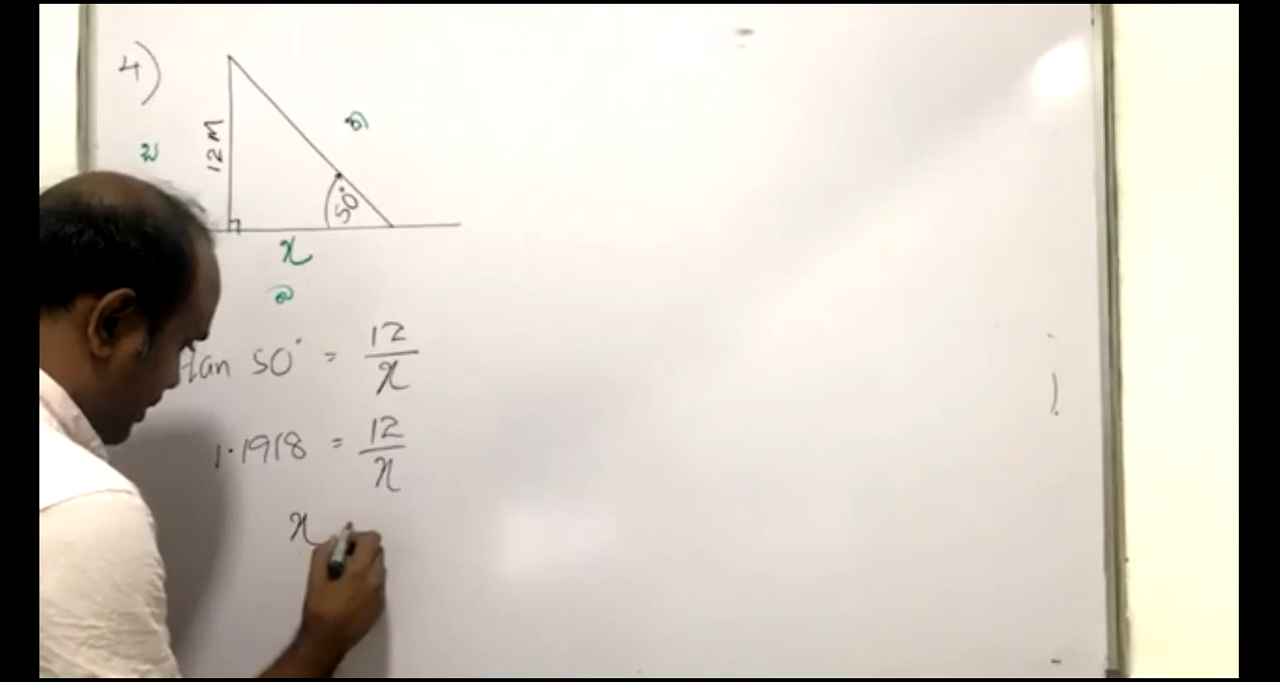 4)
ස
12M
ක
50°
x
බ
tan 50° = 12/x
1.1918 = 12/x
x